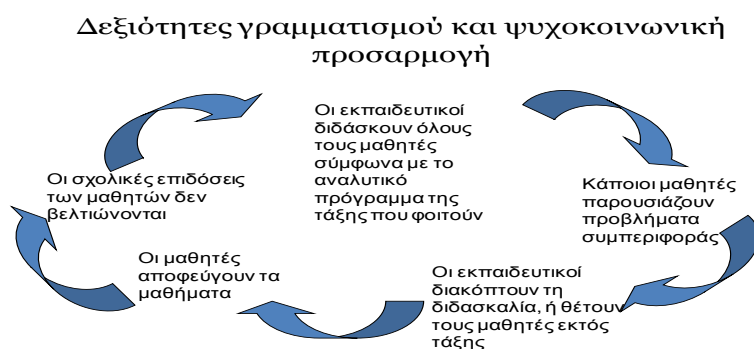 Δεξιότητες γραμματισμού και ψυχοκοινωνική
προσαρμογή
Οι εκπαιδευτικοί
διδάσκουν όλους
τους μαθητές
σύμφωνα με το
αναλυτικό
πρόγραμμα της
τάξης που φοιτούν
Κάποιοι μαθητές
παρουσιάζουν
προβλήματα
συμπεριφοράς
Οι εκπαιδευτικοί
διακόπτουν τη
διδασκαλία, ή θέτουν
τους μαθητές εκτός
τάξης
Οι μαθητές
αποφεύγουν τα
μαθήματα
Οι σχολικές επιδόσεις
των μαθητών δεν
βελτιώνονται